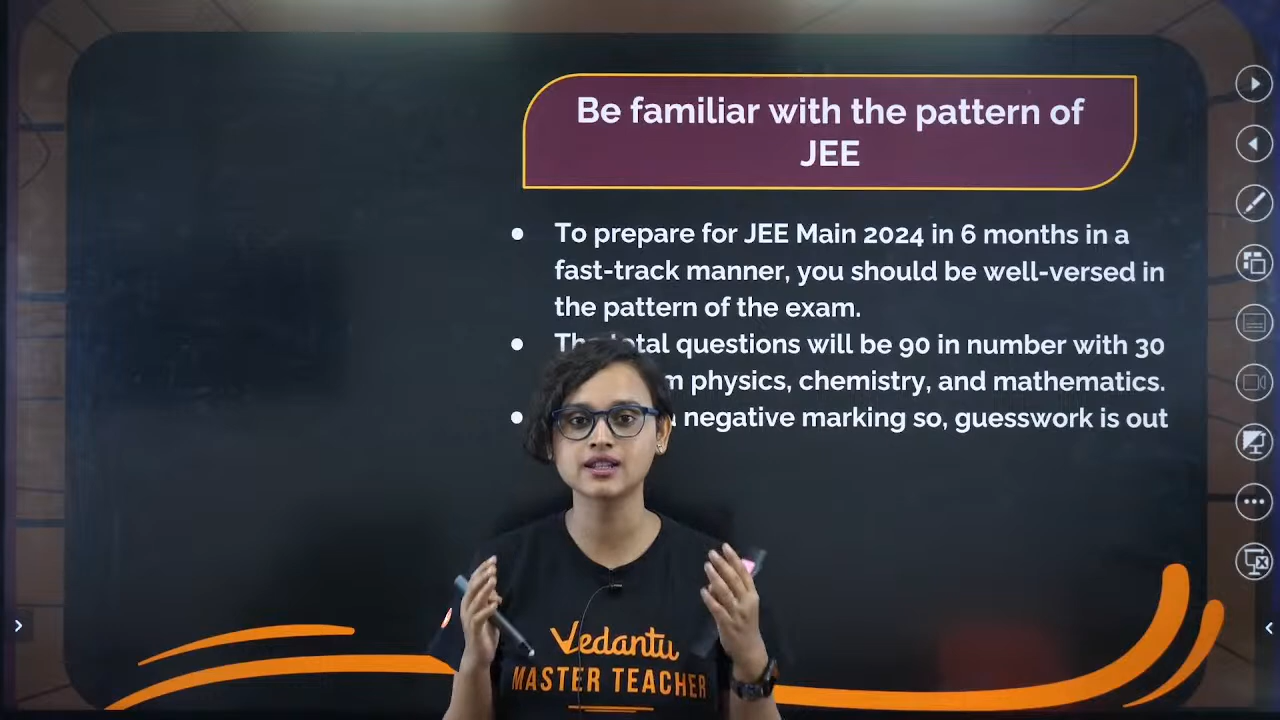 Be familiar with the pattern of
JEE
● To prepare for JEE Main 2024 in 6 months in a
fast-track manner, you should be well-versed in
the pattern of the exam.
● total questions will be 90 in number with 30
physics, chemistry, and mathematics.
● negative marking so, guesswork is out
Vedantu
MASTER TEACHER